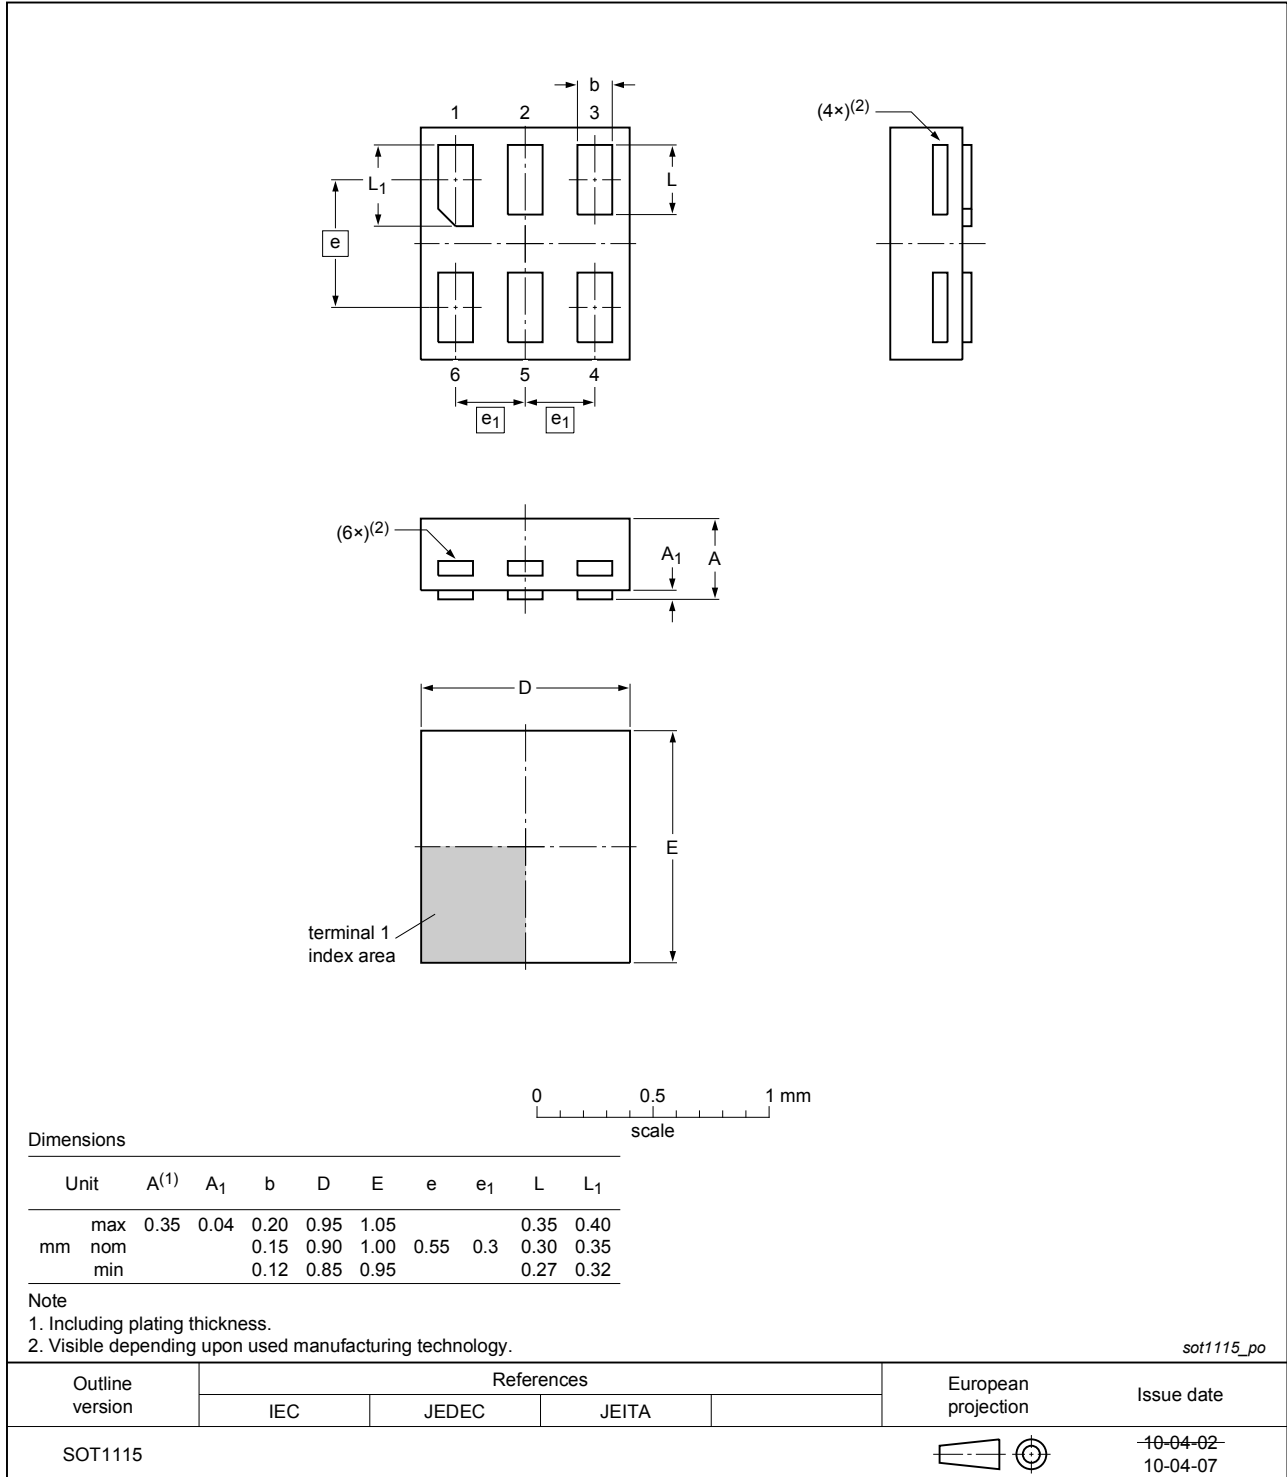 b
1 2 3
(4×)(2)
L1
L
e
6 5 4
e1 e1
(6×)(2)
A1 A
D
E
terminal 1
index area
0 0.5 1 mm
scale
Dimensions
Unit A(1) A1 b D E e e1 L L1
max 0.35 0.04 0.20 0.95 1.05 0.35 0.40
mm nom 0.15 0.90 1.00 0.55 0.3 0.30 0.35
min 0.12 0.85 0.95 0.27 0.32
Note
1. Including plating thickness.
2. Visible depending upon used manufacturing technology.
sot1115_po
Outline version References European projection Issue date
IEC JEDEC JEITA
SOT1115
10-04-02
10-04-07